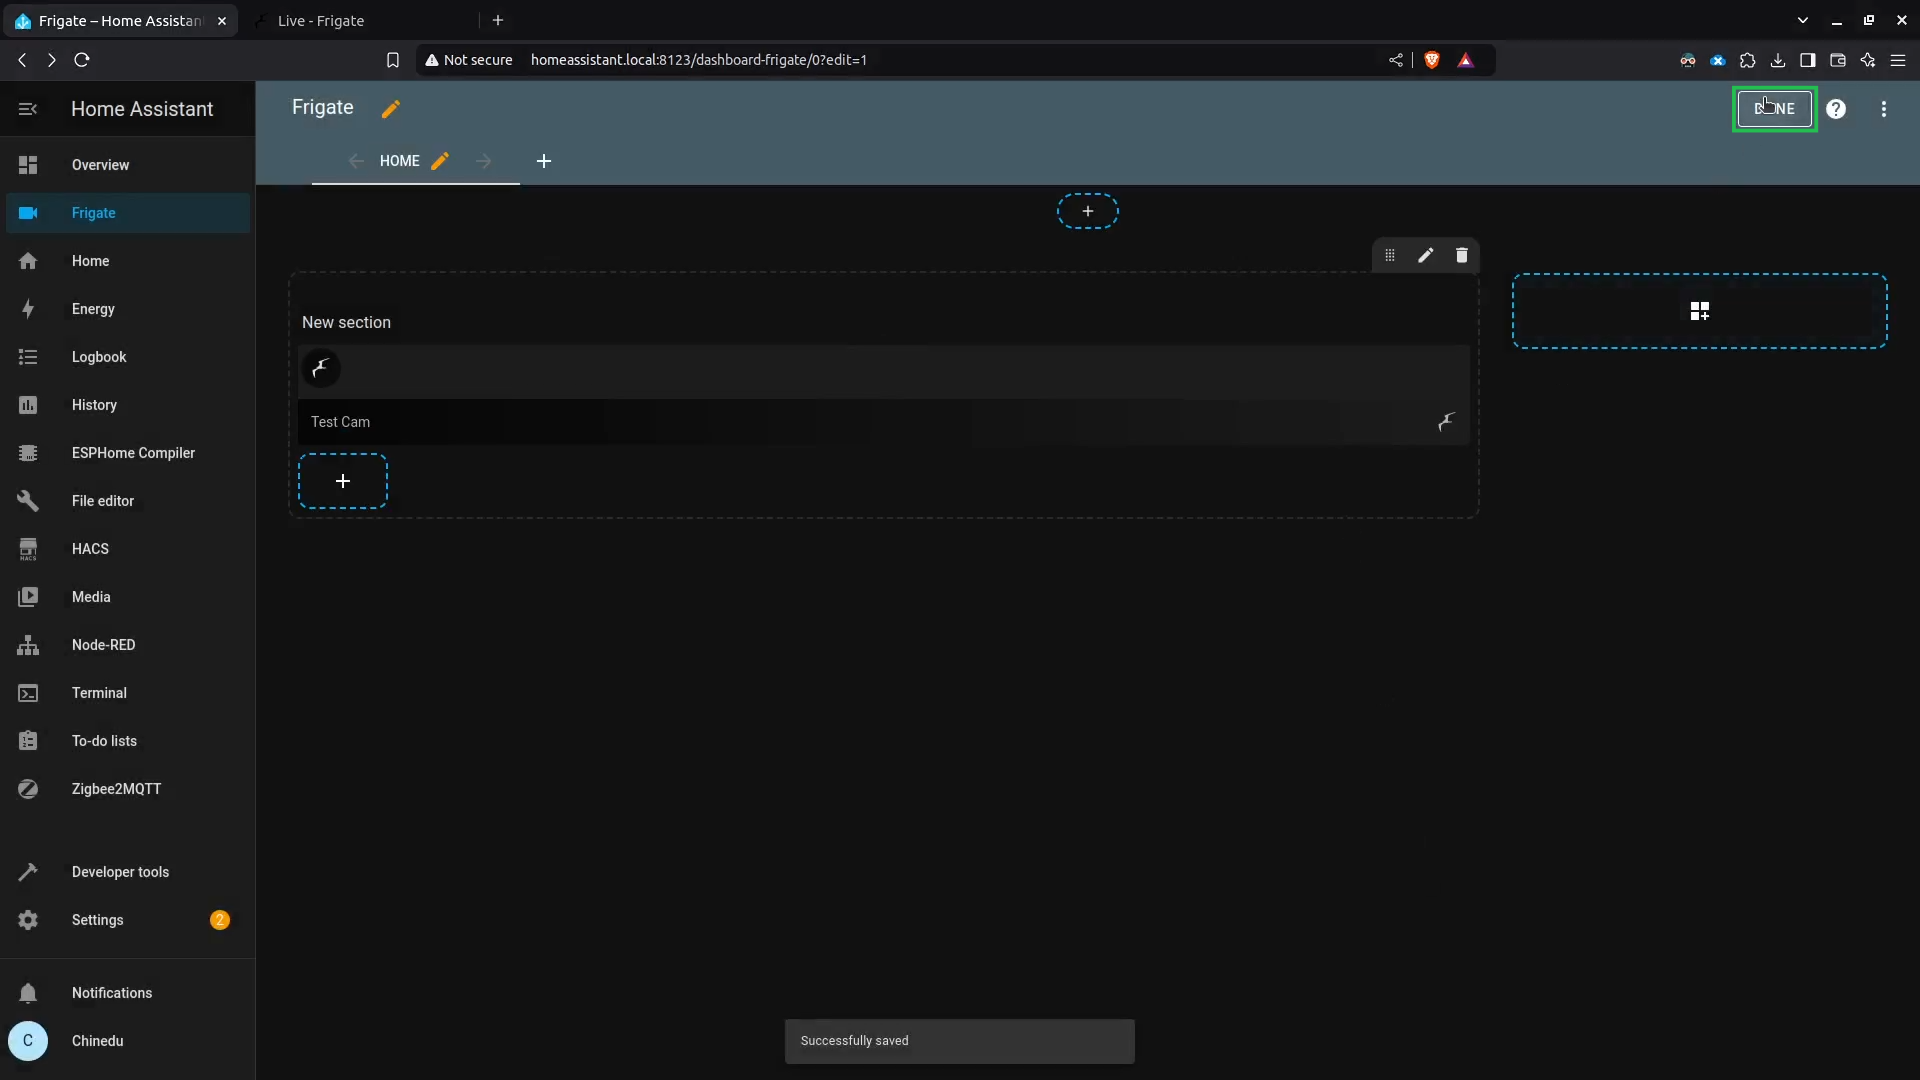 Frigate – Home Assistan
Live - Frigate
Not secure
homeassistant.local:8123/dashboard-frigate/0?edit=1
Home Assistant
Frigate
HOME
Overview
Frigate
Home
Energy
Logbook
History
ESPHome Compiler
File editor
HACS
HACS
Media
Node-RED
Terminal
To-do lists
Zigbee2MQTT
Developer tools
Settings
2
Notifications
C
Chinedu
New section
Test Cam
Successfully saved